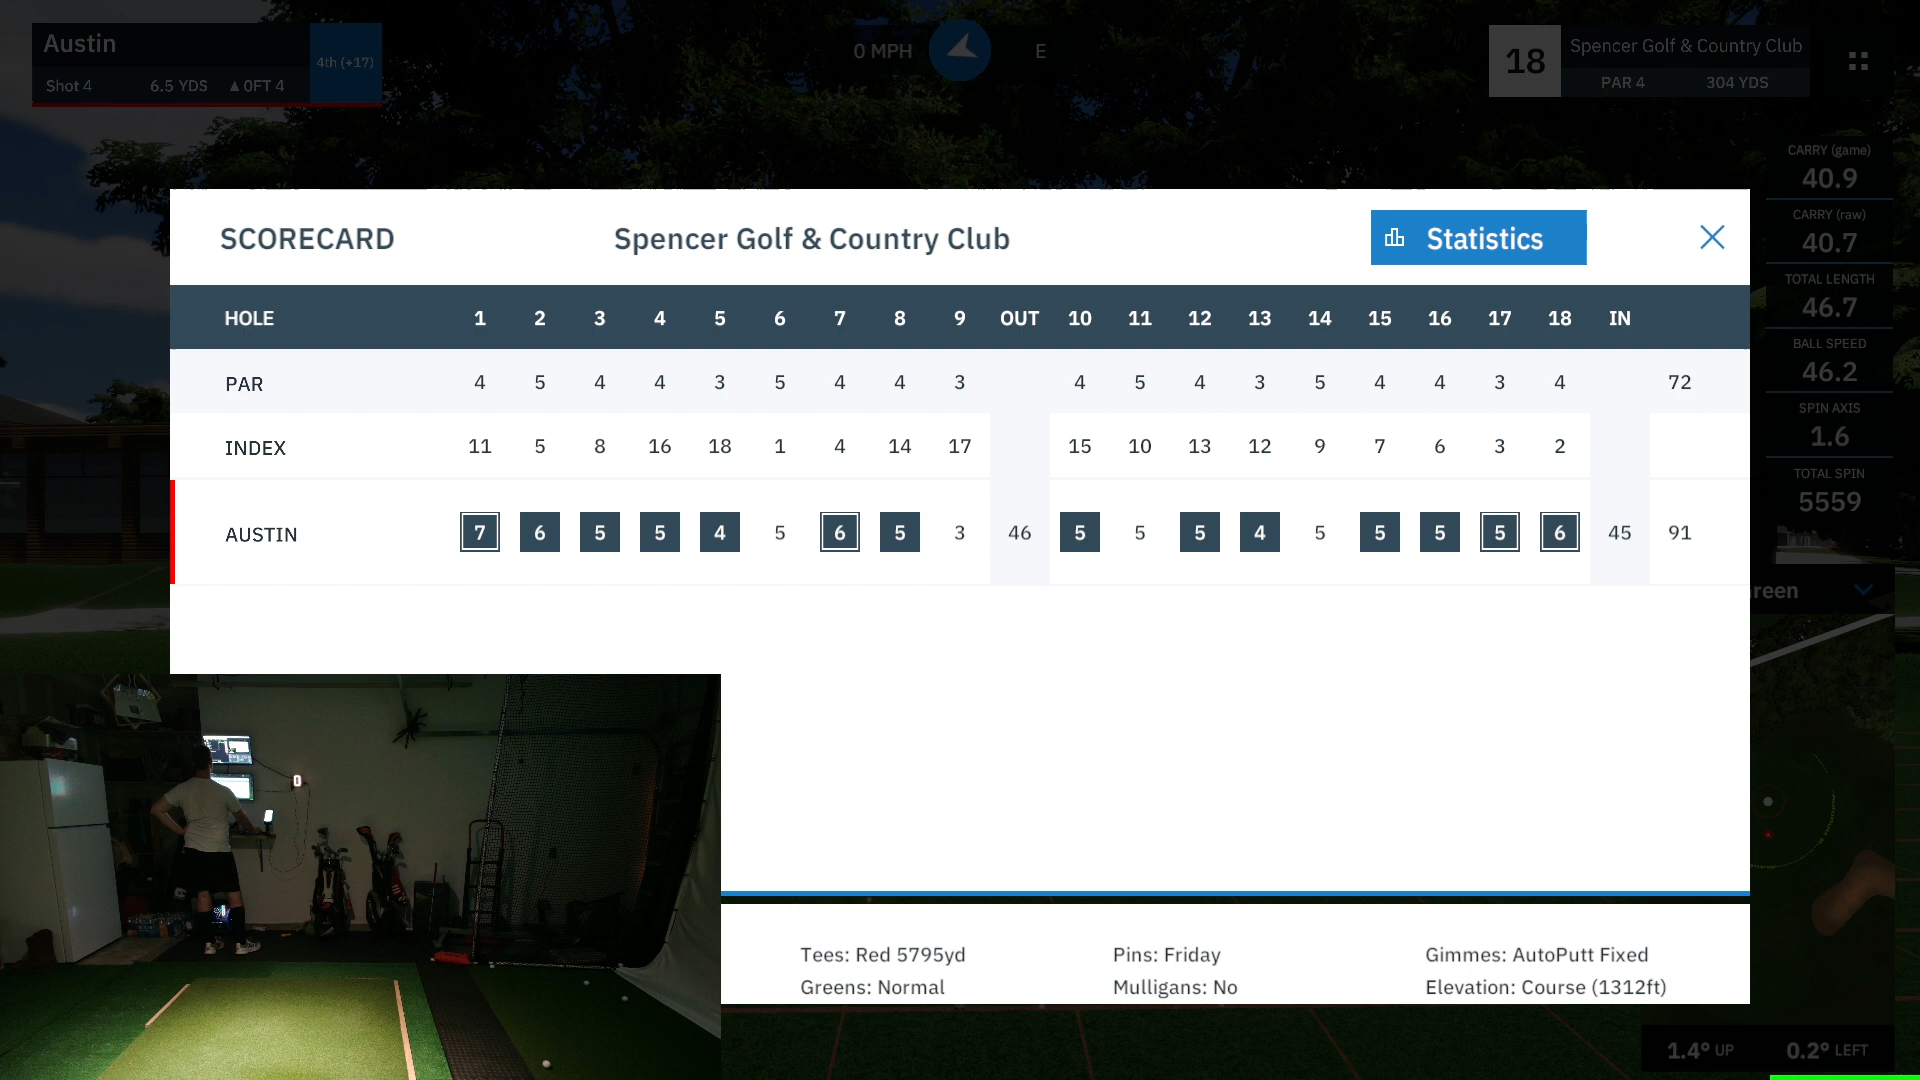 Austin
Shot 4 6.5 YDS ▲0FT 4
4th (+17)
0 MPH E
18 Spencer Golf & Country Club
PAR 4 304 YDS
CARRY (game)
40.9
CARRY (raw)
40.7
TOTAL LENGTH
46.7
BALL SPEED
46.2
SPIN AXIS
1.6
TOTAL SPIN
5559
SCORECARD Spencer Golf & Country Club Statistics
HOLE 1 2 3 4 5 6 7 8 9 OUT 10 11 12 13 14 15 16 17 18 IN
PAR 4 5 4 4 3 5 4 4 3 4 5 4 3 5 4 4 3 4 72
INDEX 11 5 8 16 18 1 4 14 17 15 10 13 12 9 7 6 3 2
AUSTIN 7 6 5 5 4 5 6 5 3 46 5 5 5 4 5 5 5 5 6 45 91
Tees: Red 5795yd Pins: Friday Gimmes: AutoPutt Fixed
Greens: Normal Mulligans: No Elevation: Course (1312ft)
1.4° UP 0.2° LEFT